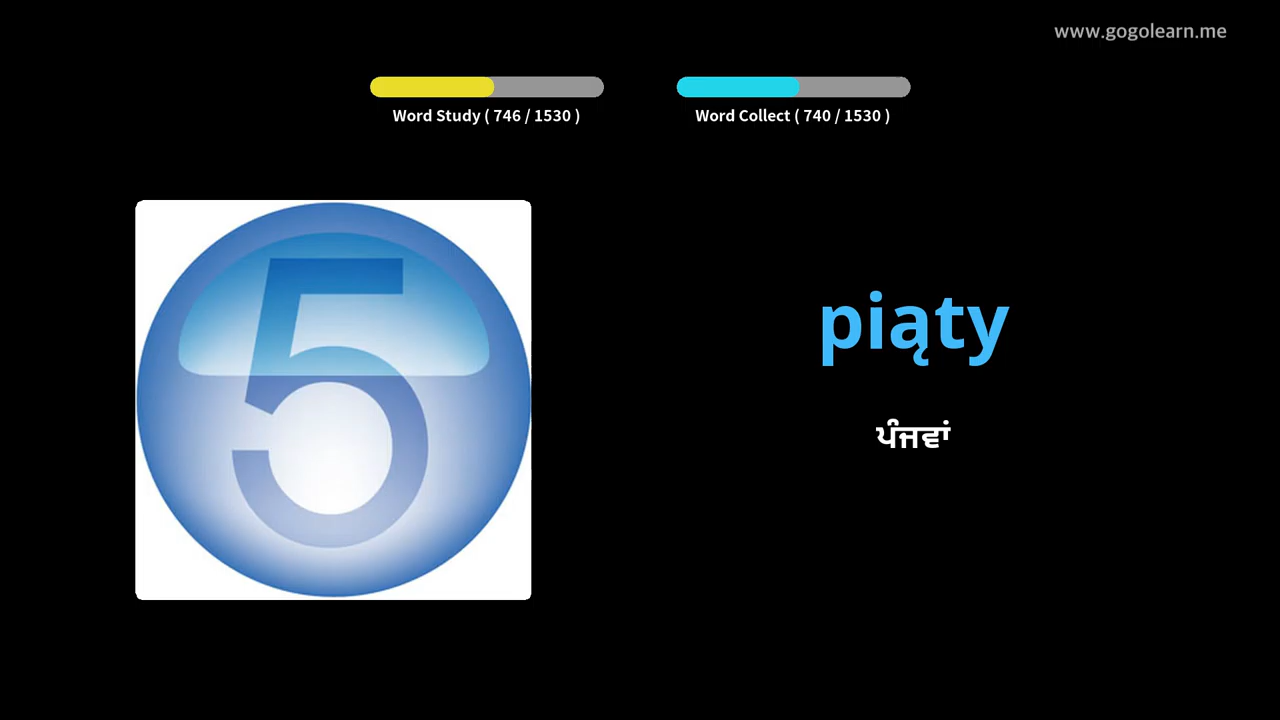 www.gogolearn.me
Word Study ( 746 / 1530 )
Word Collect ( 740 / 1530 )
5
piąty
ਪੰਜਵਾਂ